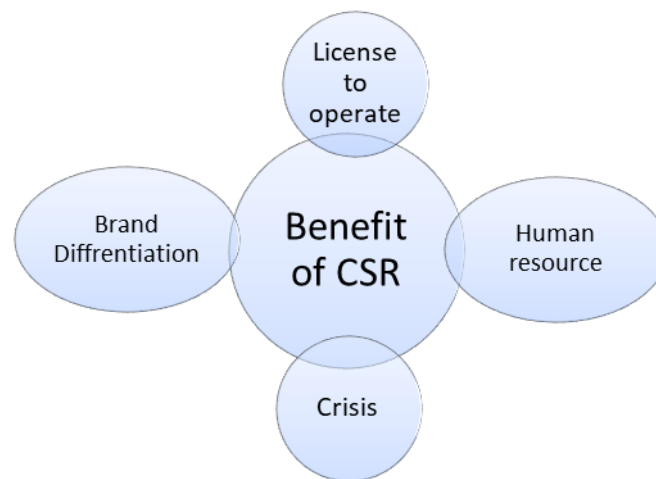 License
to
operate
Brand
Diffrentiation
Benefit
of CSR
Human
resource
Crisis